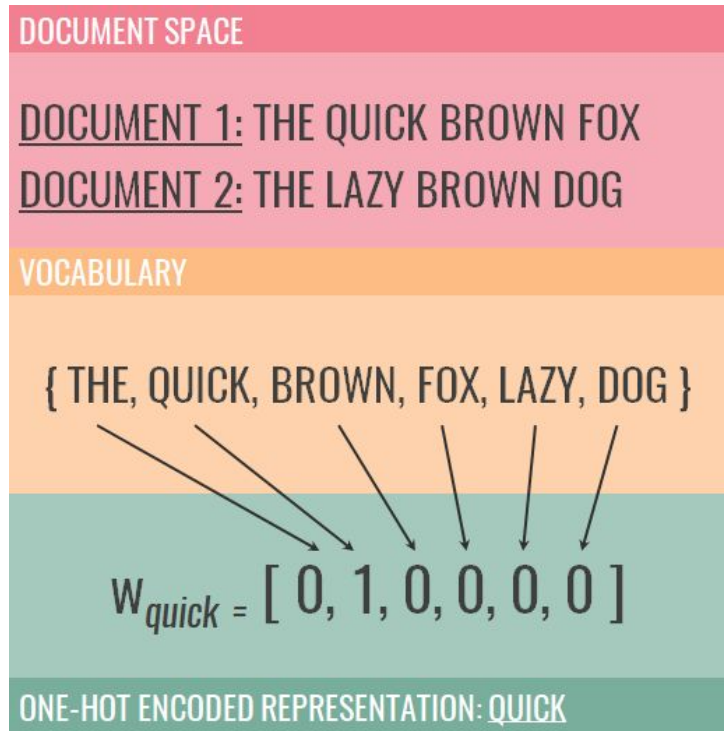 DOCUMENT SPACE
DOCUMENT 1: THE QUICK BROWN FOX
DOCUMENT 2: THE LAZY BROWN DOG
VOCABULARY
{ THE, QUICK, BROWN, FOX, LAZY, DOG }
Wquick = [ 0, 1, 0, 0, 0, 0 ]
ONE-HOT ENCODED REPRESENTATION: QUICK